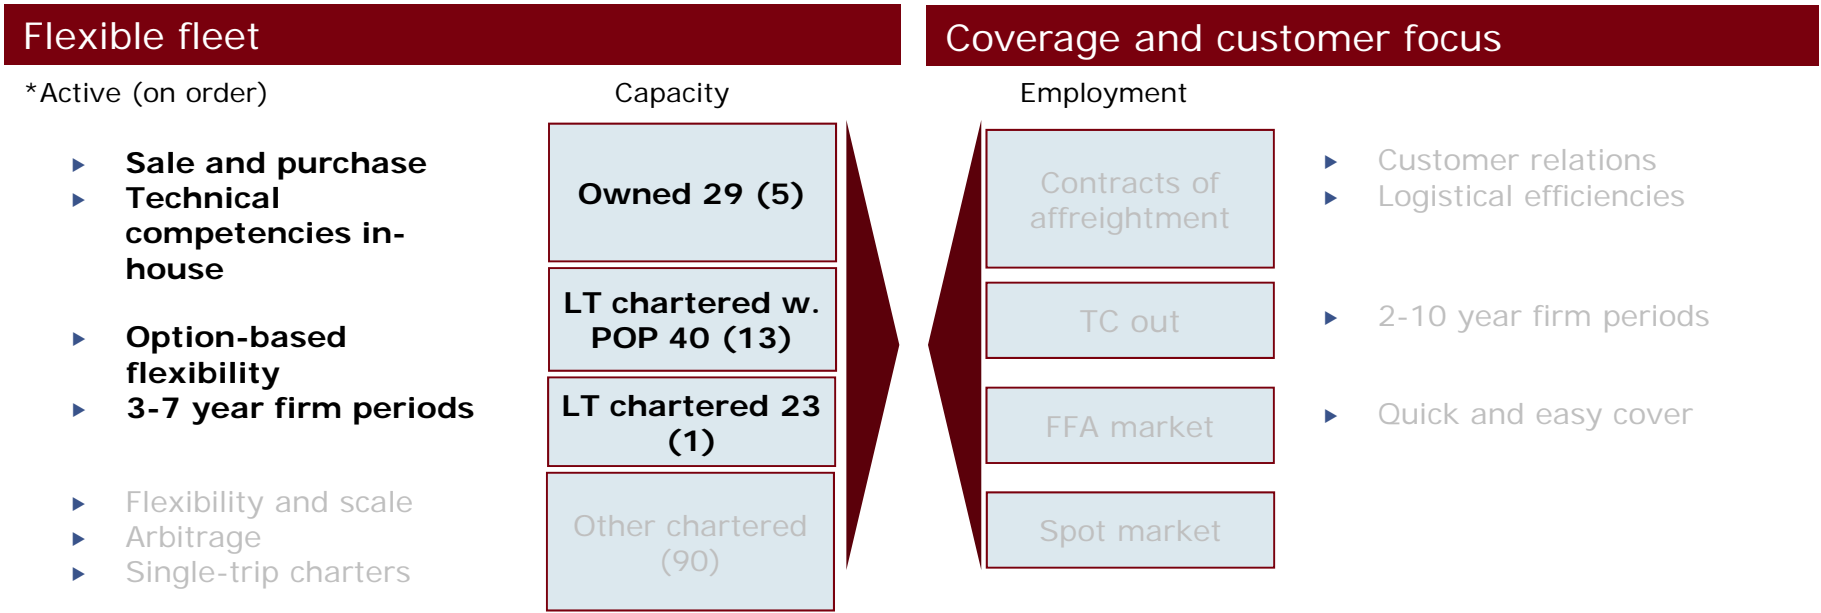 Flexible fleet
*Active (on order)
Capacity
Sale and purchase
Technical
competencies in-
house
Option-based
flexibility
3-7 year firm periods
Flexibility and scale
Arbitrage
Single-trip charters
Owned 29 (5)
LT chartered w.
POP 40 (13)
LT chartered 23
(1)
Other chartered
(90)
Coverage and customer focus
Employment
Contracts of
affreightment
TC out
FFA market
Spot market
Customer relations
Logistical efficiencies
2-10 year firm periods
Quick and easy cover